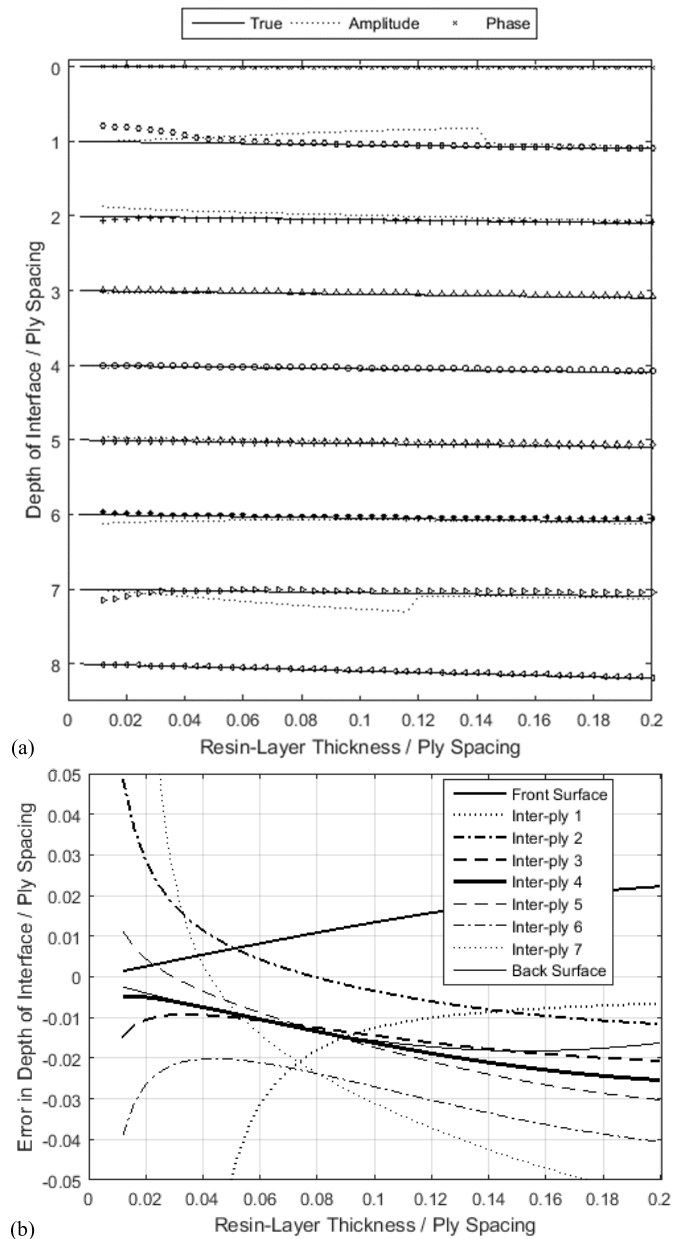 True Amplitude Phase
0
1
2
3
4
5
6
7
8
Depth of Interface / Ply Spacing
0 0.02 0.04 0.06 0.08 0.1 0.12 0.14 0.16 0.18 0.2
Resin-Layer Thickness / Ply Spacing
(a)
0.05
0.04
0.03
0.02
0.01
0
-0.01
-0.02
-0.03
-0.04
-0.05
Error in Depth of Interface / Ply Spacing
Front Surface
Inter-ply 1
Inter-ply 2
Inter-ply 3
Inter-ply 4
Inter-ply 5
Inter-ply 6
Inter-ply 7
Back Surface
0 0.02 0.04 0.06 0.08 0.1 0.12 0.14 0.16 0.18 0.2
Resin-Layer Thickness / Ply Spacing
(b)